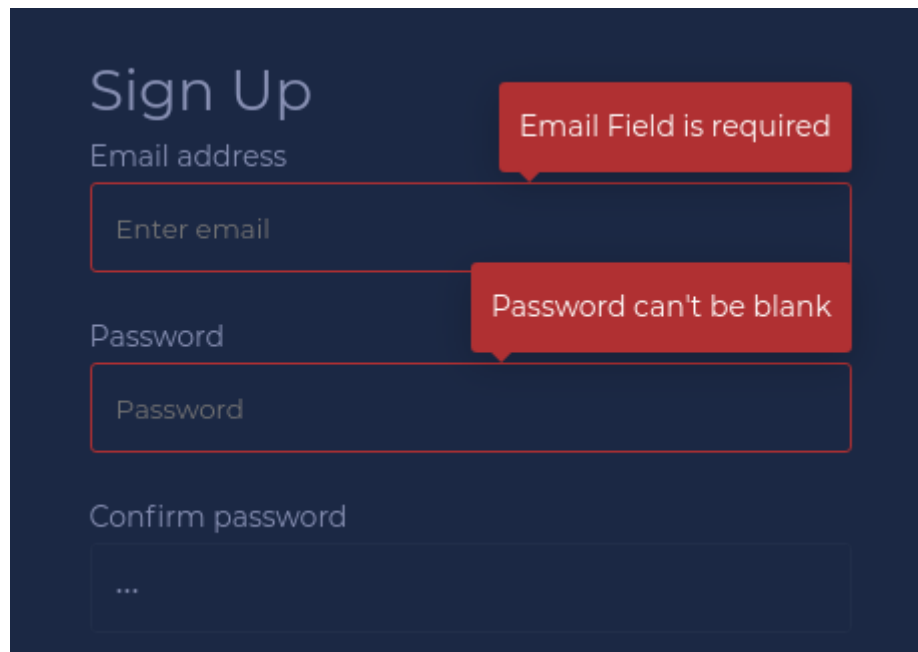 Sign Up
Email Field is required
Email address
Enter email
Password can't be blank
Password
Password
Confirm password
...